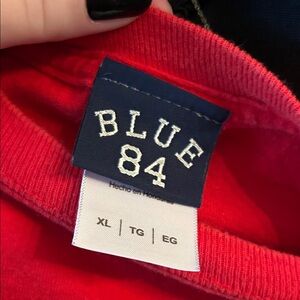 BLUE
84
Hecho en Honduras
XL | TG | EG